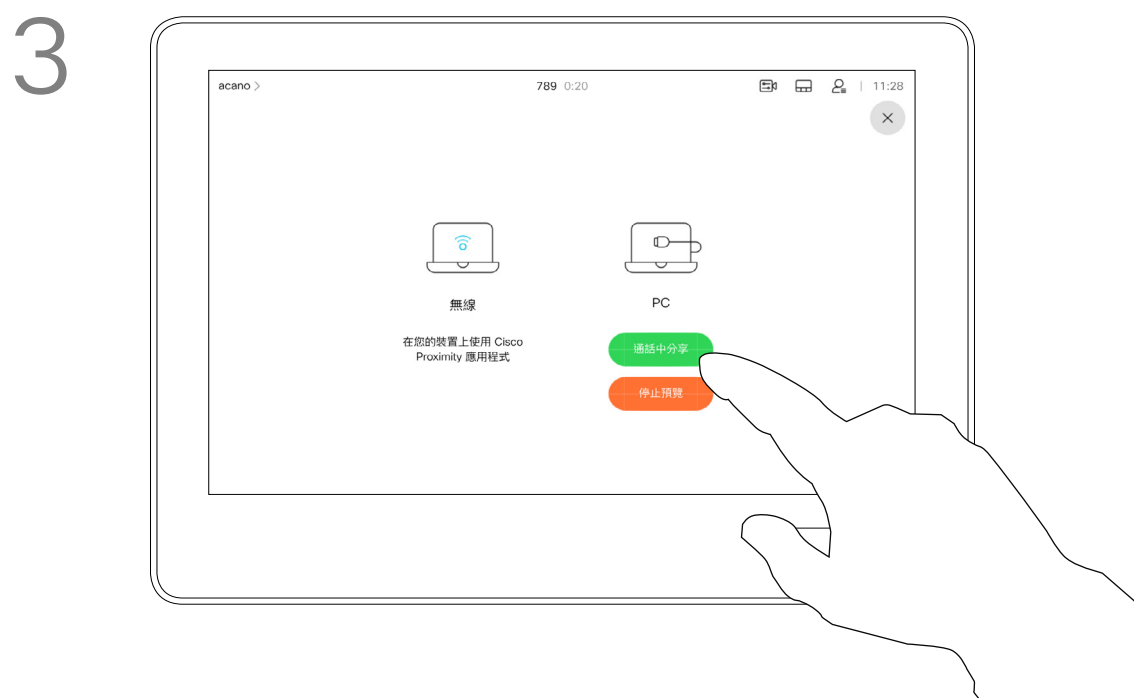 3
acano >
789 0:20
11:28
無線
PC
在您的裝置上使用 Cisco
Proximity 應用程式
通話中分享
停止預覽